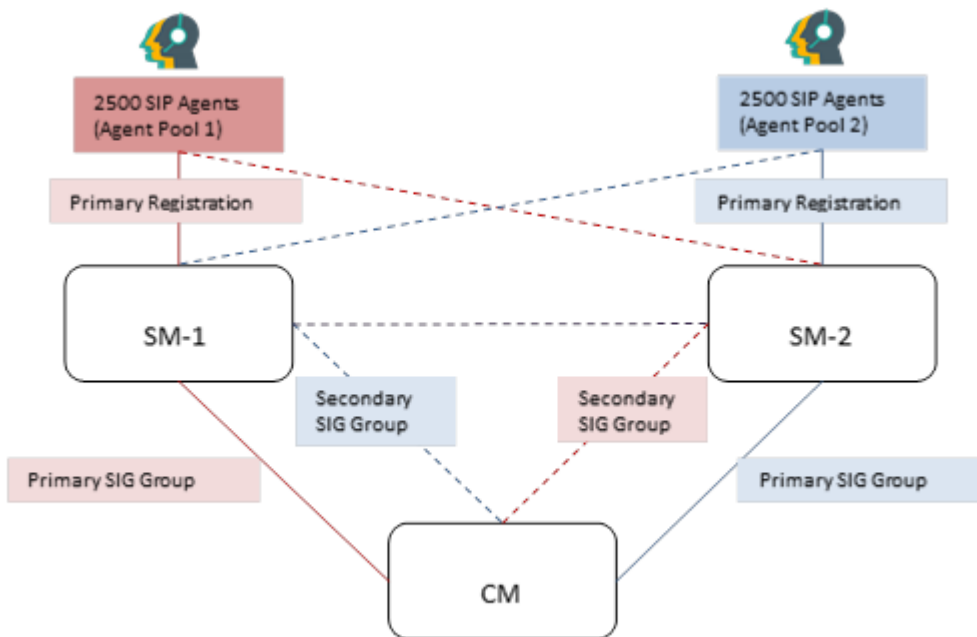 2500 SIP Agents
(Agent Pool 1)
2500 SIP Agents
(Agent Pool 2)
Primary Registration
Primary Registration
SM-1
SM-2
Secondary
SIG Group
Secondary
SIG Group
Primary SIG Group
Primary SIG Group
CM